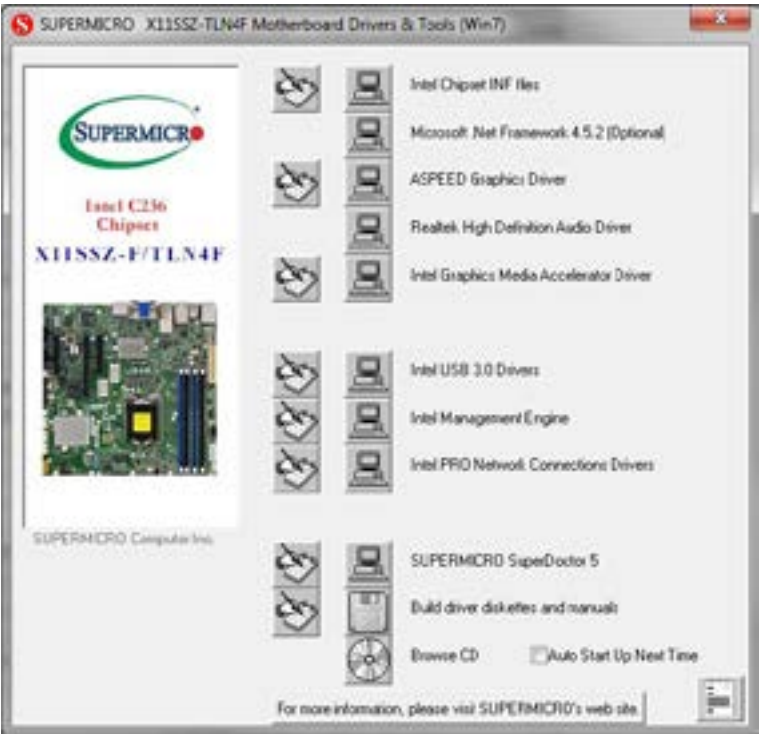 SUPERMICRO X11SSZ-TLN4F Motherboard Drivers & Tools (Win7)
SUPERMICRO
Intel C236
Chipset
X11SSZ-F/TLN4F
SUPERMICRO Computer Inc.
Intel Chipset INF files
Microsoft .Net Framework 4.5.2 (Optional)
ASPEED Graphics Driver
Realtek High Definition Audio Driver
Intel Graphics Media Accelerator Driver
Intel USB 3.0 Drivers
Intel Management Engine
Intel PRO Network Connections Drivers
SUPERMICRO SuperDoctor 5
Build driver diskettes and manuals
Browse CD
Auto Start Up Next Time
For more information, please visit SUPERMICRO's web site.